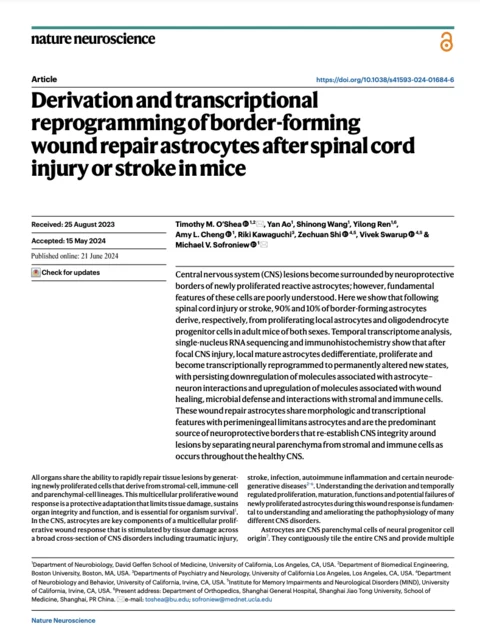 nature neuroscience
Article
https://doi.org/10.1038/s41593-024-01684-6
Derivation and transcriptional
reprogramming of border-forming
wound repair astrocytes after spinal cord
injury or stroke in mice
Received: 25 August 2023
Accepted: 15 May 2024
Published online: 21 June 2024
Check for updates
Timothy M. O'Shea 1,2, Yan Ao1, Shinong Wang1, Yilong Ren1,6,
Amy L. Cheng 1, Riki Kawaguchi3, Zechuan Shi 4,5, Vivek Swarup 4,5 &
Michael V. Sofroniew 1
Central nervous system (CNS) lesions become surrounded by neuroprotective
borders of newly proliferated reactive astrocytes; however, fundamental
features of these cells are poorly understood. Here we show that following
spinal cord injury or stroke, 90% and 10% of border-forming astrocytes
derive, respectively, from proliferating local astrocytes and oligodendrocyte
progenitor cells in adult mice of both sexes. Temporal transcriptome analysis,
single-nucleus RNA sequencing and immunohistochemistry show that after
focal CNS injury, local mature astrocytes dedifferentiate, proliferate and
become transcriptionally reprogrammed to permanently altered new states,
with persisting downregulation of molecules associated with astrocyte–
neuron interactions and upregulation of molecules associated with wound
healing, microbial defense and interactions with stromal and immune cells.
These wound repair astrocytes share morphologic and transcriptional
features with perimeningeal limitans astrocytes and are the predominant
source of neuroprotective borders that re-establish CNS integrity around
lesions by separating neural parenchyma from stromal and immune cells as
occurs throughout the healthy CNS.
All organs share the ability to rapidly repair tissue lesions by generat-
ing newly proliferated cells that derive from stromal-cell, immune-cell
and parenchymal-cell lineages. This multicellular proliferative wound
response is a protective adaptation that limits tissue damage, sustains
organ integrity and function, and is essential for organism survival1.
In the CNS, astrocytes are key components of a multicellular prolif-
erative wound response that is stimulated by tissue damage across
a broad cross-section of CNS disorders including traumatic injury,
stroke, infection, autoimmune inflammation and certain neurode-
generative diseases. Understanding the derivation and temporally
regulated proliferation, maturation, functions and potential failures of
newly proliferated astrocytes during this wound response is fundamen-
tal to understanding and ameliorating the pathophysiology of many
different CNS disorders.
Astrocytes are CNS parenchymal cells of neural progenitor cell
origin7. They contiguously tile the entire CNS and provide multiple
1Department of Neurobiology, David Geffen School of Medicine, University of California, Los Angeles, CA, USA. 2Department of Biomedical Engineering,
Boston University, Boston, MA, USA. 3Departments of Psychiatry and Neurology, University of California Los Angeles, Los Angeles, CA, USA. 4Department
of Neurobiology and Behavior, University of California, Irvine, CA, USA. 5Institute for Memory Impairments and Neurological Disorders (MIND), University
of California, Irvine, CA, USA. 6Present address: Department of Orthopedics, Shanghai General Hospital, Shanghai Jiao Tong University, School of
Medicine, Shanghai, PR China. e-mail: toshea@bu.edu; sofroniew@mednet.ucla.edu
Nature Neuroscience